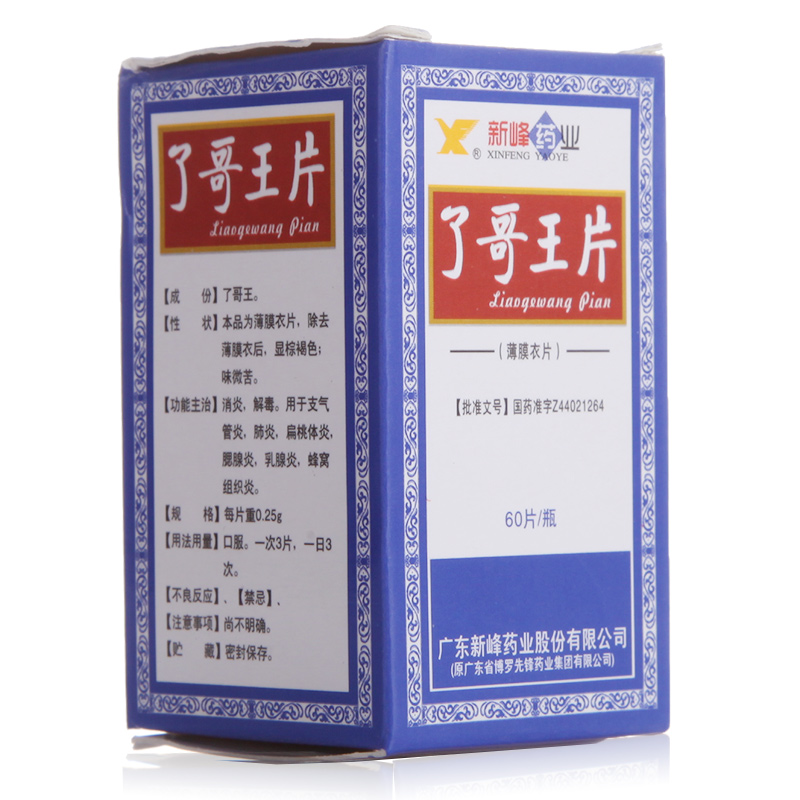 了哥王片
Liaogewang Pian
【成 份】了哥王。
【性 状】本品为薄膜衣片，除去
薄膜衣后，显棕褐色；
味微苦。
【功能主治】消炎，解毒。用于支气
管炎，肺炎，扁桃体炎，
腮腺炎，乳腺炎，蜂窝
组织炎。
【规 格】每片重0.25g
【用法用量】口服。一次3片，一日3
次。
【不良反应】、【禁忌】、
【注意事项】尚不明确。
【贮 藏】密封保存。
新峰药业
XINFENG YAOYE
®
了哥王片
Liaogewang Pian
（薄膜衣片）
【批准文号】国药准字Z44021264
60片/瓶
广东新峰药业股份有限公司
(原广东省博罗先锋药业集团有限公司)